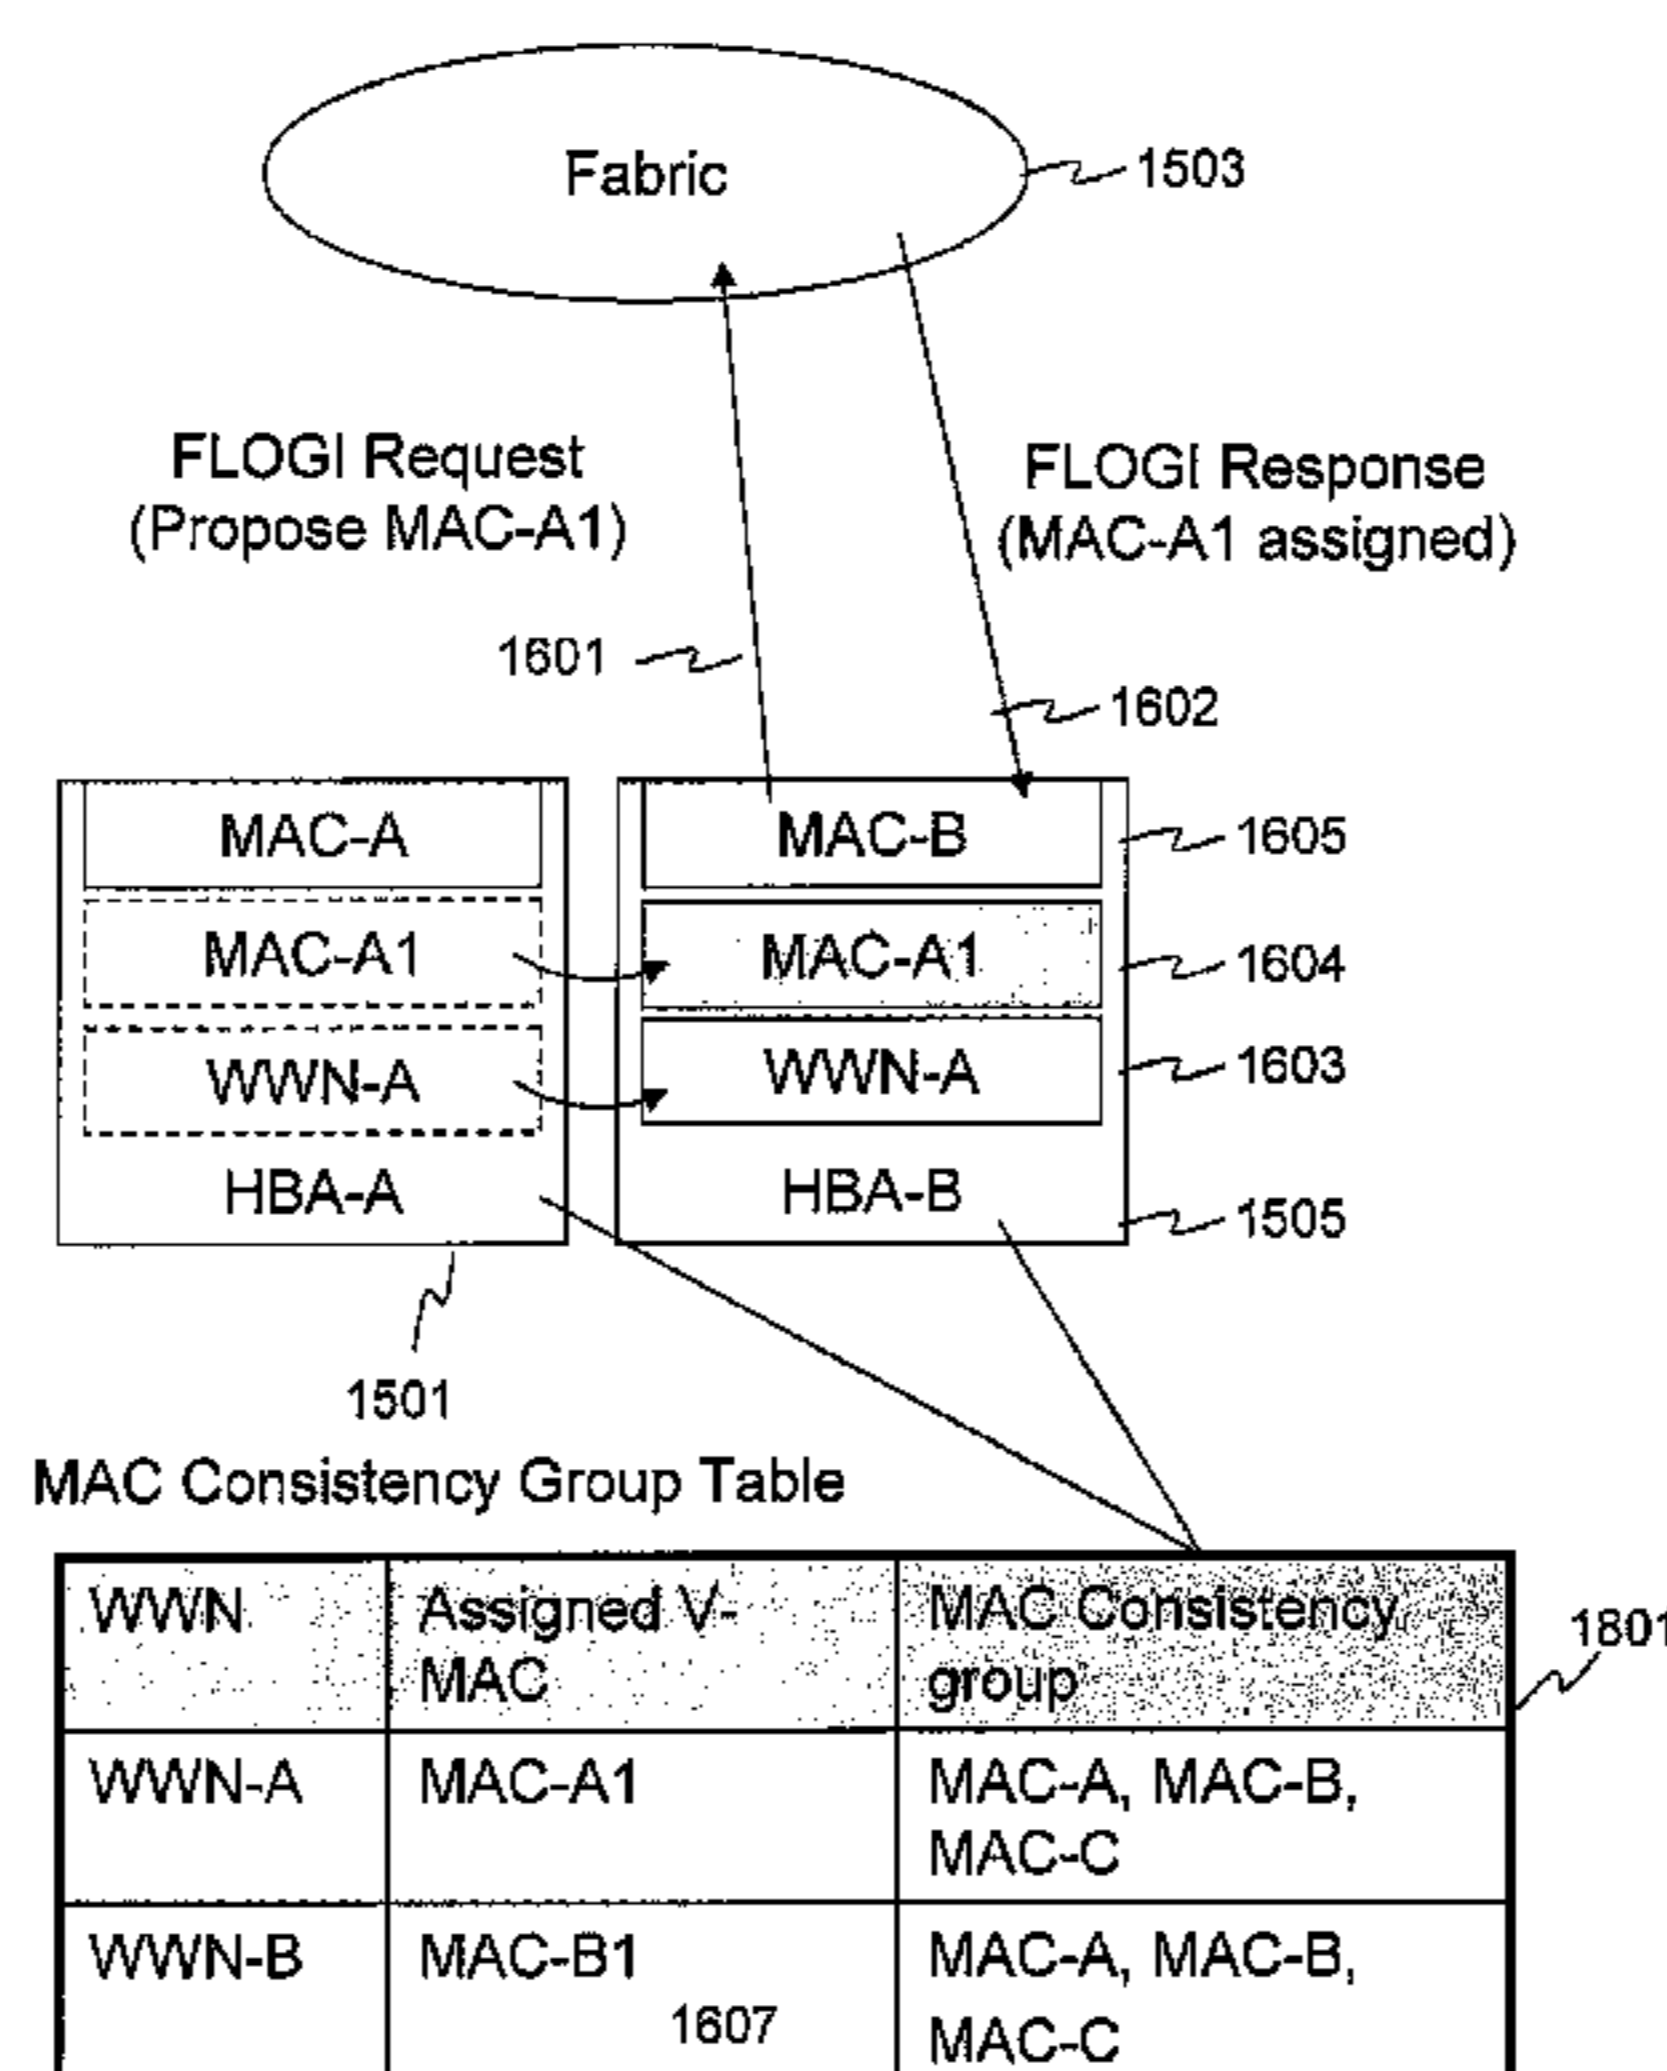 Fabric
1503
FLOGI Request
(Propose MAC-A1)
FLOGI Response
(MAC-A1 assigned)
1601
1602
MAC-A
MAC-B
1605
MAC-A1
MAC-A1
1604
WWN-A
WWN-A
1603
HBA-A
HBA-B
1505
1501
MAC Consistency Group Table
WWN
Assigned V-
MAC
MAC Consistency
group
1801
WWN-A
MAC-A1
MAC-A, MAC-B,
MAC-C
WWN-B
MAC-B1
MAC-A, MAC-B,
MAC-C
1607